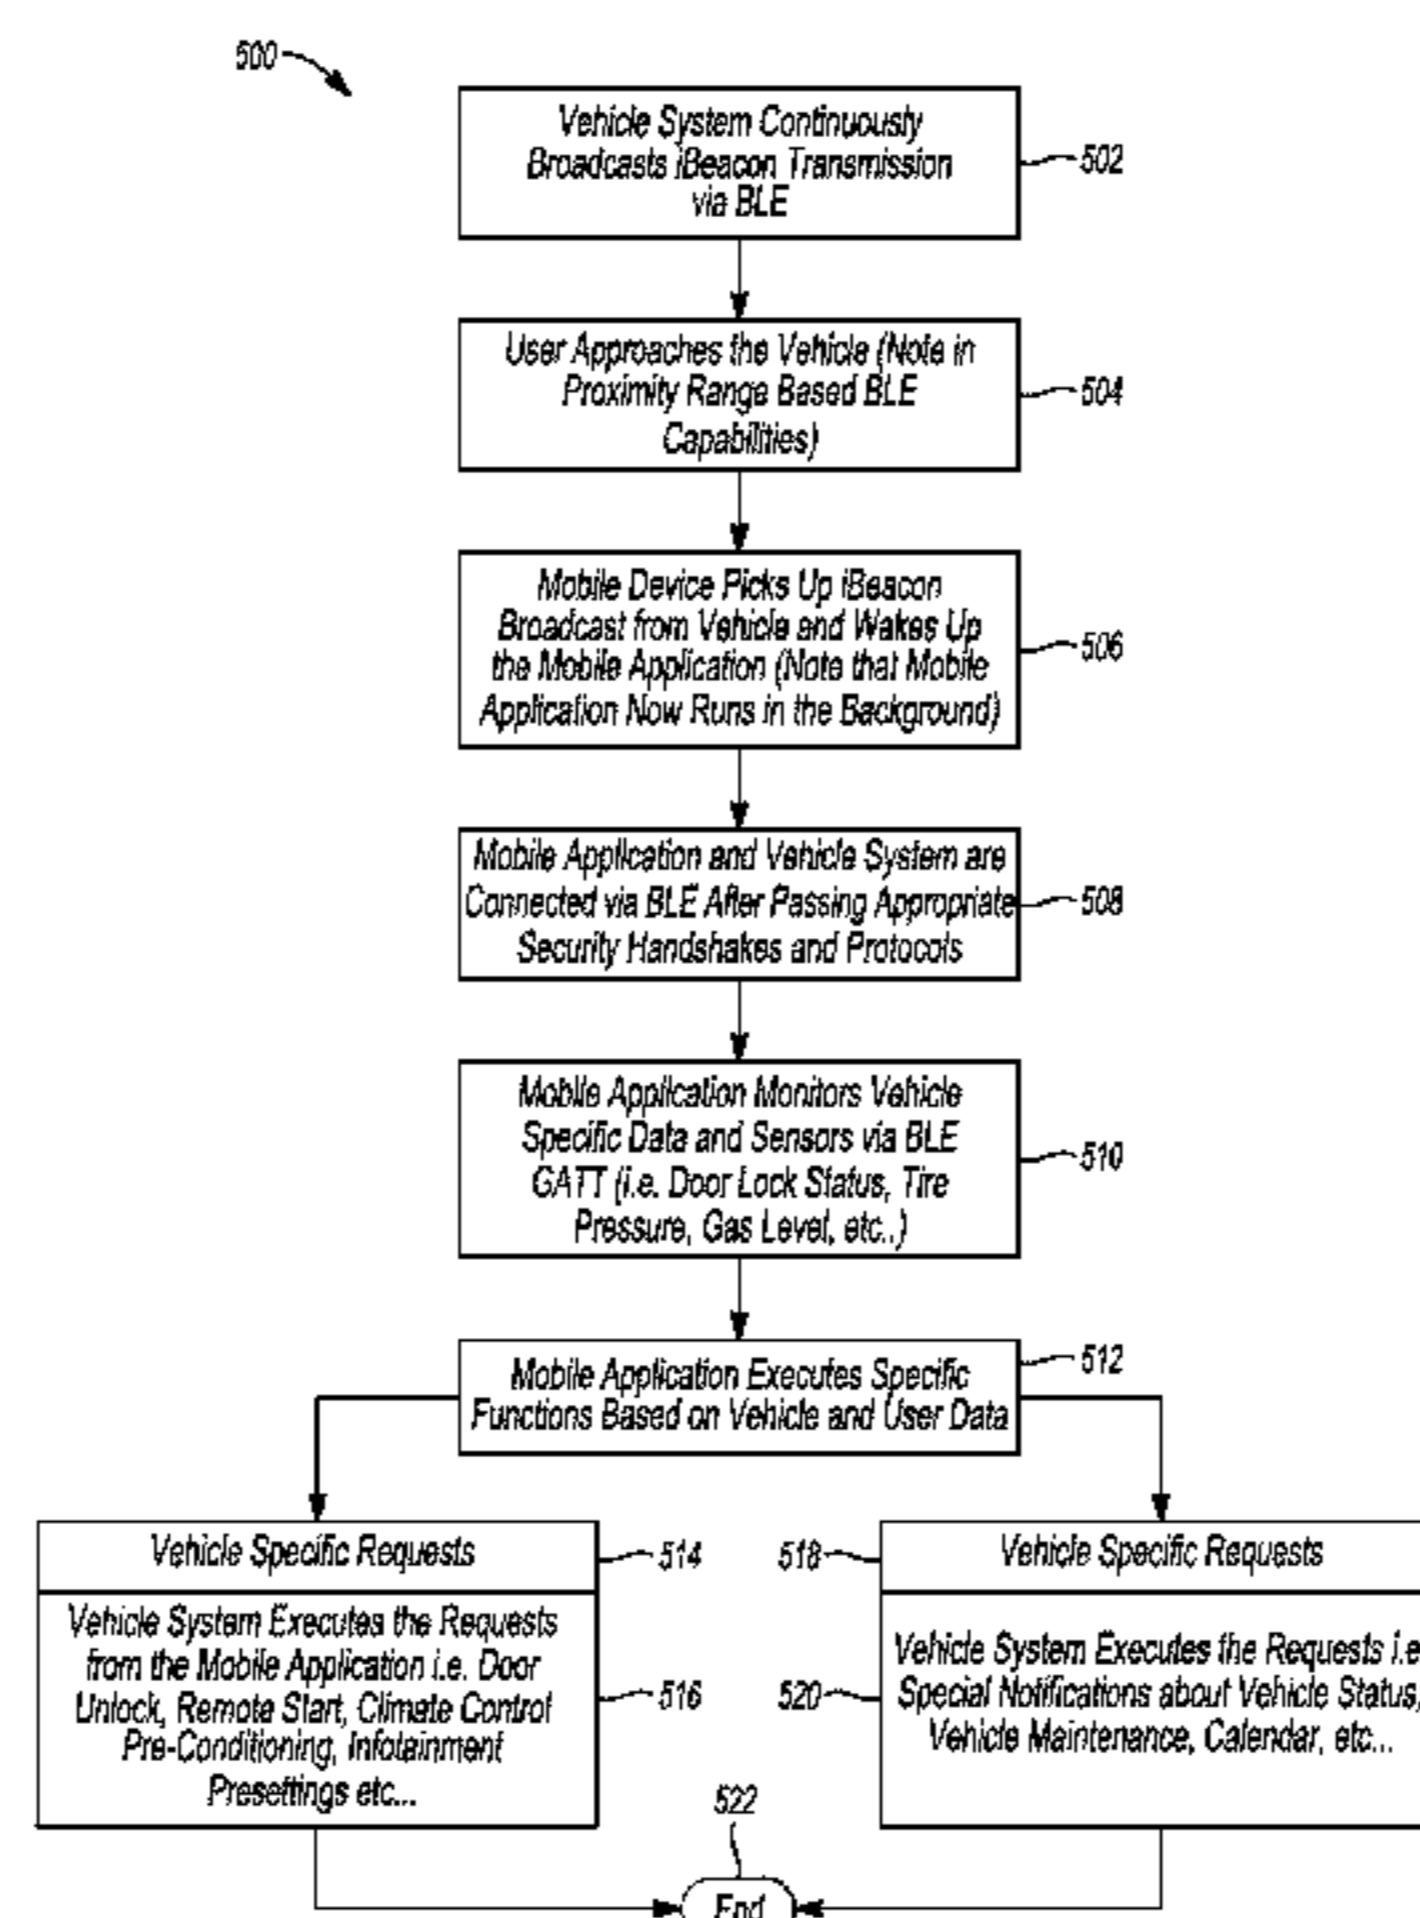 500
Vehicle System Continuously
Broadcasts iBeacon Transmission
via BLE
502
User Approaches the Vehicle (Note in
Proximity Range Based BLE
Capabilities)
504
Mobile Device Picks Up iBeacon
Broadcast from Vehicle and Wakes Up
the Mobile Application (Note that Mobile
Application Now Runs in the Background)
506
Mobile Application and Vehicle System are
Connected via BLE After Passing Appropriate
Security Handshakes and Protocols
508
Mobile Application Monitors Vehicle
Specific Data and Sensors via BLE
GATT (i.e. Door Lock Status, Tire
Pressure, Gas Level, etc..)
510
Mobile Application Executes Specific
Functions Based on Vehicle and User Data
512
Vehicle Specific Requests
514
Vehicle System Executes the Requests
from the Mobile Application i.e. Door
Unlock, Remote Start, Climate Control
Pre-Conditioning, Infotainment
Presettings etc...
516
518
Vehicle Specific Requests
520
Vehicle System Executes the Requests i.e
Special Notifications about Vehicle Status,
Vehicle Maintenance, Calendar, etc...
522
End